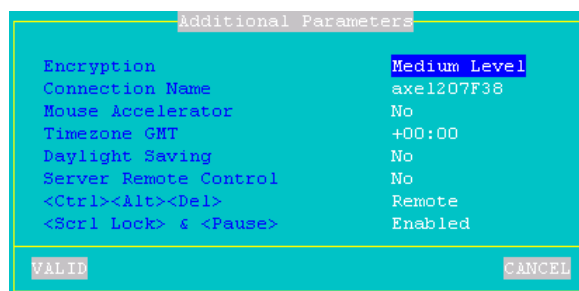 Additional Parameters
Encryption Medium Level
Connection Name axel207F38
Mouse Accelerator No
Timezone GMT +00:00
Daylight Saving No
Server Remote Control No
<Ctrl><Alt><Del> Remote
<Scrl Lock> & <Pause> Enabled
VALID CANCEL